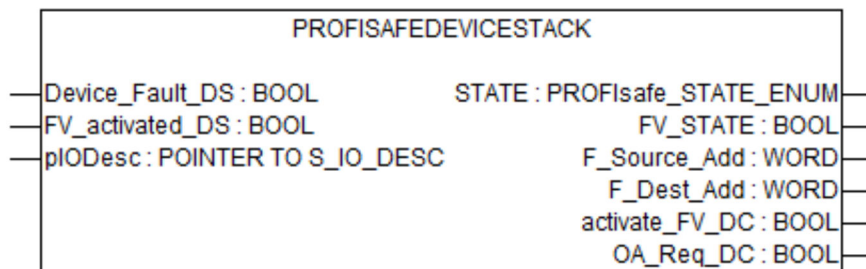 PROFISAFEDEVICESTACK
Device_Fault_DS : BOOL STATE : PROFIsafe_STATE_ENUM
FV_activated_DS : BOOL FV_STATE : BOOL
pIODesc : POINTER TO S_IO_DESC F_Source_Add : WORD
F_Dest_Add : WORD
activate_FV_DC : BOOL
OA_Req_DC : BOOL